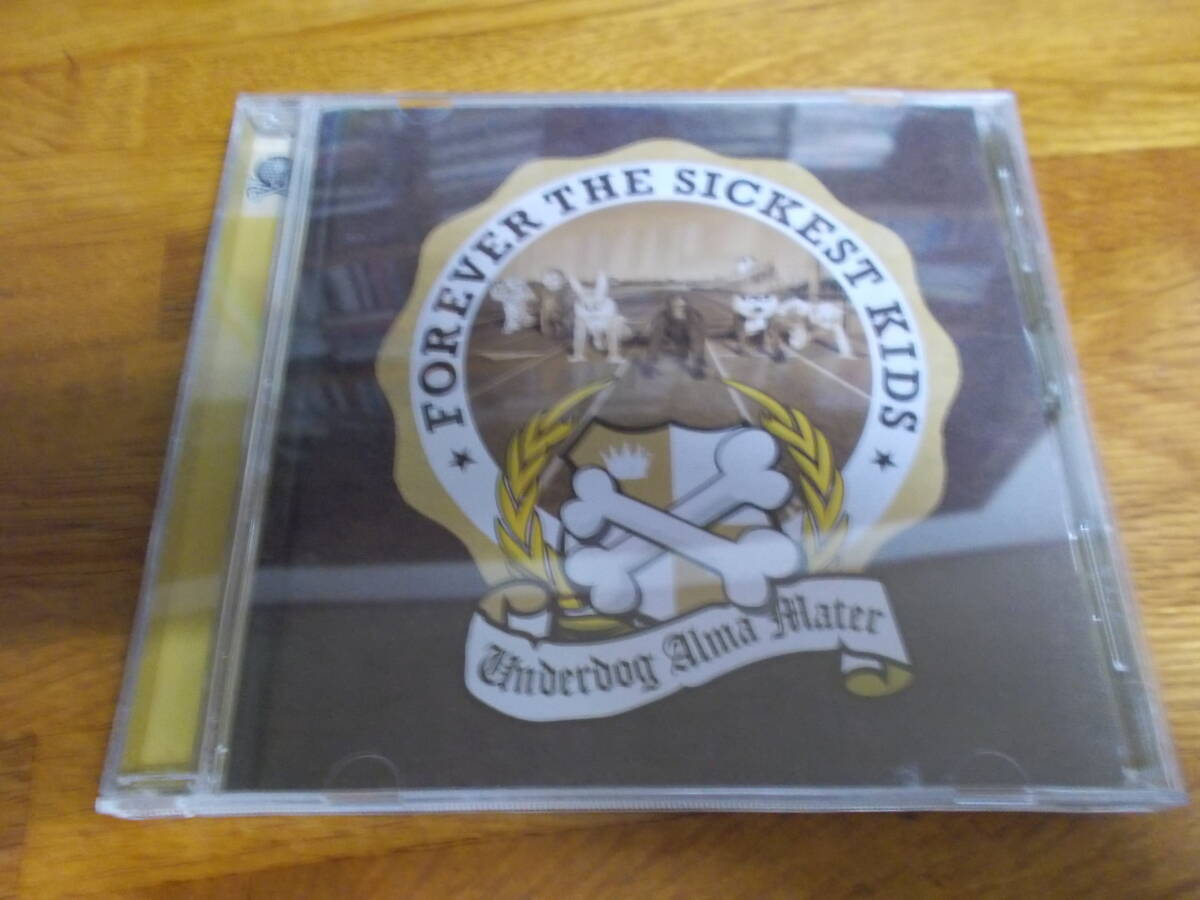 ★ FOREVER THE SICKEST KIDS ★
Underdog Alma Mater